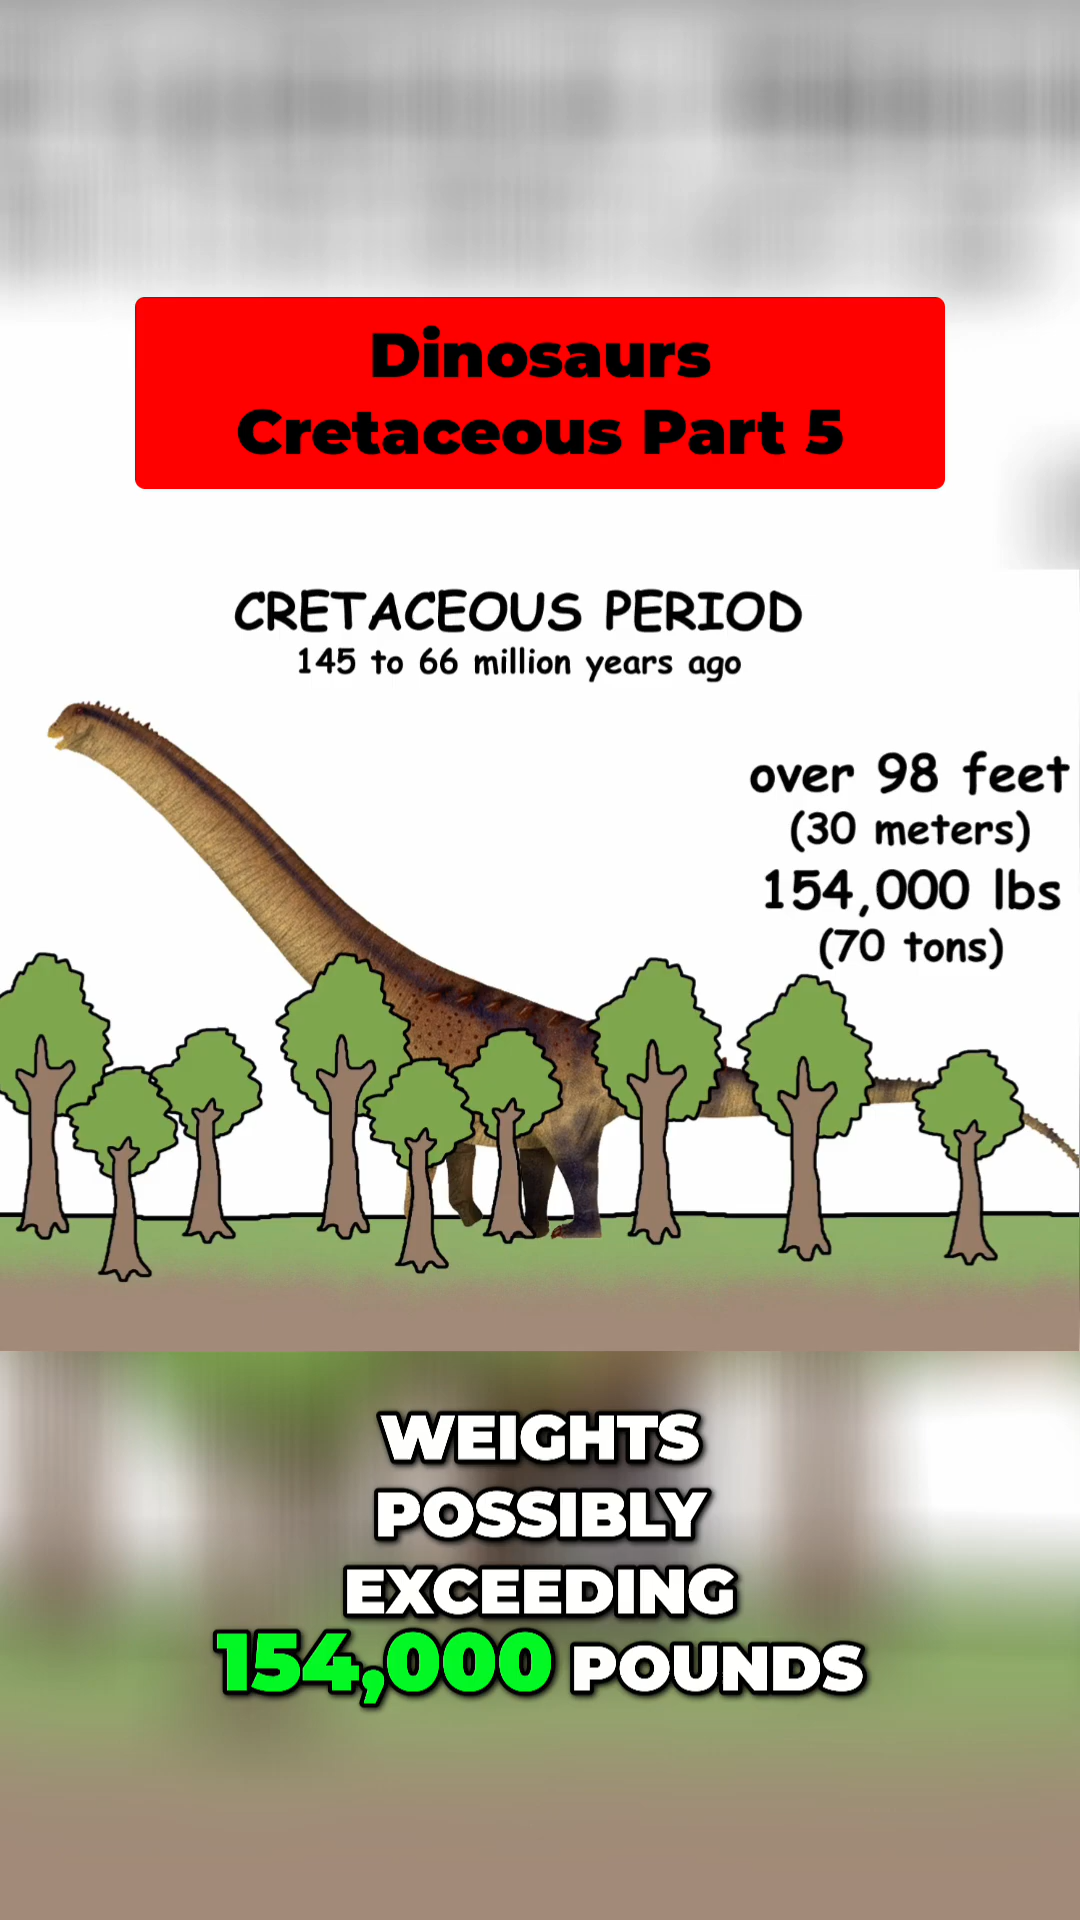 Dinosaurs
Cretaceous Part 5
CRETACEOUS PERIOD
145 to 66 million years ago
over 98 feet
(30 meters)
154,000 lbs
(70 tons)
WEIGHTS
POSSIBLY
EXCEEDING
154,000 POUNDS